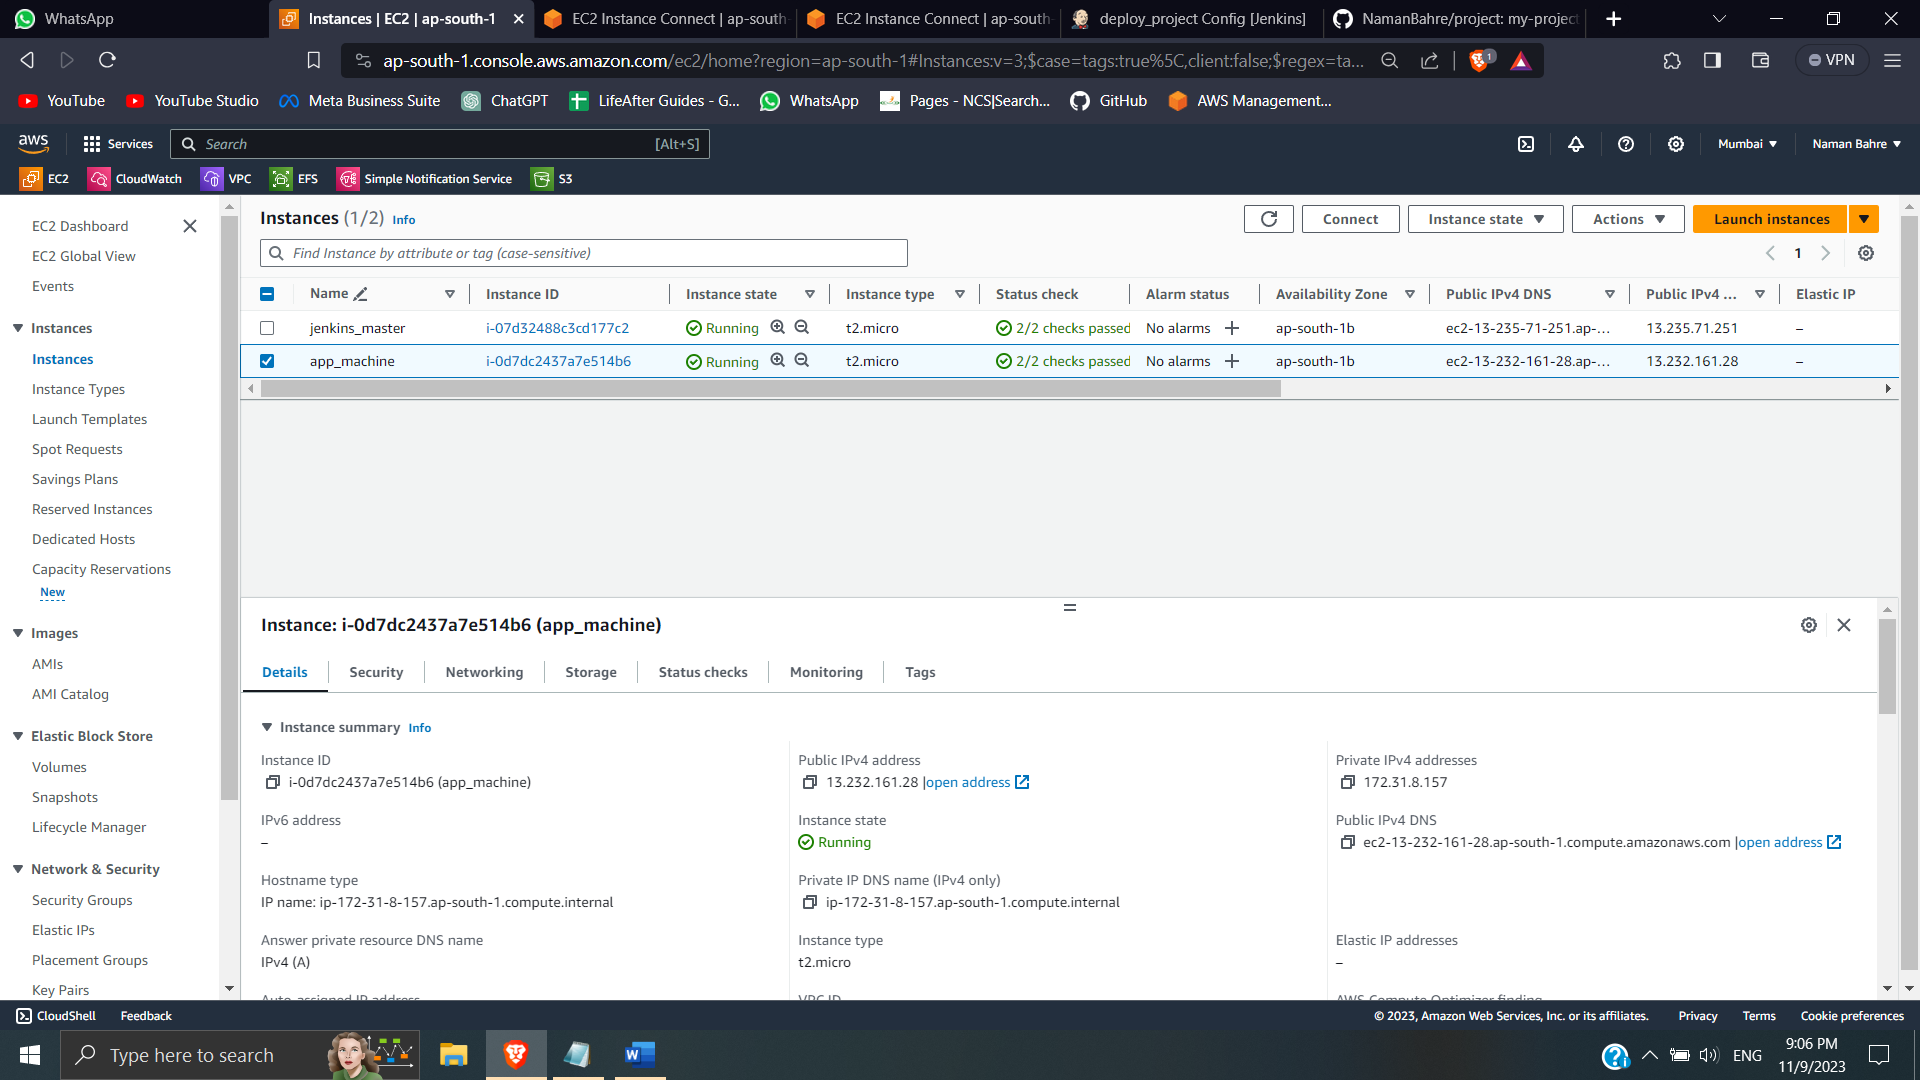 WhatsApp
Instances | EC2 | ap-south-1
EC2 Instance Connect | ap-south-
EC2 Instance Connect | ap-south-
deploy_project Config [Jenkins]
NamanBahre/project: my-project
ap-south-1.console.aws.amazon.com/ec2/home?region=ap-south-1#Instances:v=3;$case=tags:true%5C,client:false;$regex=ta...
1
VPN
YouTube
YouTube Studio
Meta Business Suite
ChatGPT
LifeAfter Guides - G...
WhatsApp
Pages - NCS|Search...
GitHub
AWS Management...
aws
Services
Search
[Alt+S]
Mumbai
Naman Bahre
EC2
CloudWatch
VPC
EFS
Simple Notification Service
S3
EC2 Dashboard
EC2 Global View
Events
Instances
Instances
Instance Types
Launch Templates
Spot Requests
Savings Plans
Reserved Instances
Dedicated Hosts
Capacity Reservations
New
Images
AMIs
AMI Catalog
Elastic Block Store
Volumes
Snapshots
Lifecycle Manager
Network & Security
Security Groups
Elastic IPs
Placement Groups
Key Pairs
Instances (1/2) Info
Connect
Instance state
Actions
Launch instances
Find Instance by attribute or tag (case-sensitive)
1
Name Instance ID Instance state Instance type Status check Alarm status Availability Zone Public IPv4 DNS Public IPv4 ... Elastic IP
jenkins_master i-07d32488c3cd177c2 Running t2.micro 2/2 checks passed No alarms ap-south-1b ec2-13-235-71-251.ap-... 13.235.71.251 –
app_machine i-0d7dc2437a7e514b6 Running t2.micro 2/2 checks passed No alarms ap-south-1b ec2-13-232-161-28.ap-... 13.232.161.28 –
Instance: i-0d7dc2437a7e514b6 (app_machine)
Details
Security
Networking
Storage
Status checks
Monitoring
Tags
Instance summary Info
Instance ID
i-0d7dc2437a7e514b6 (app_machine)
Public IPv4 address
13.232.161.28 |open address
Private IPv4 addresses
172.31.8.157
IPv6 address
–
Instance state
Running
Public IPv4 DNS
ec2-13-232-161-28.ap-south-1.compute.amazonaws.com |open address
Hostname type
IP name: ip-172-31-8-157.ap-south-1.compute.internal
Private IP DNS name (IPv4 only)
ip-172-31-8-157.ap-south-1.compute.internal
Answer private resource DNS name
IPv4 (A)
Instance type
t2.micro
Elastic IP addresses
–
Auto-assigned IP address
VPC ID
AWS Compute Optimizer finding
CloudShell
Feedback
© 2023, Amazon Web Services, Inc. or its affiliates.
Privacy
Terms
Cookie preferences
Type here to search
ENG
9:06 PM
11/9/2023